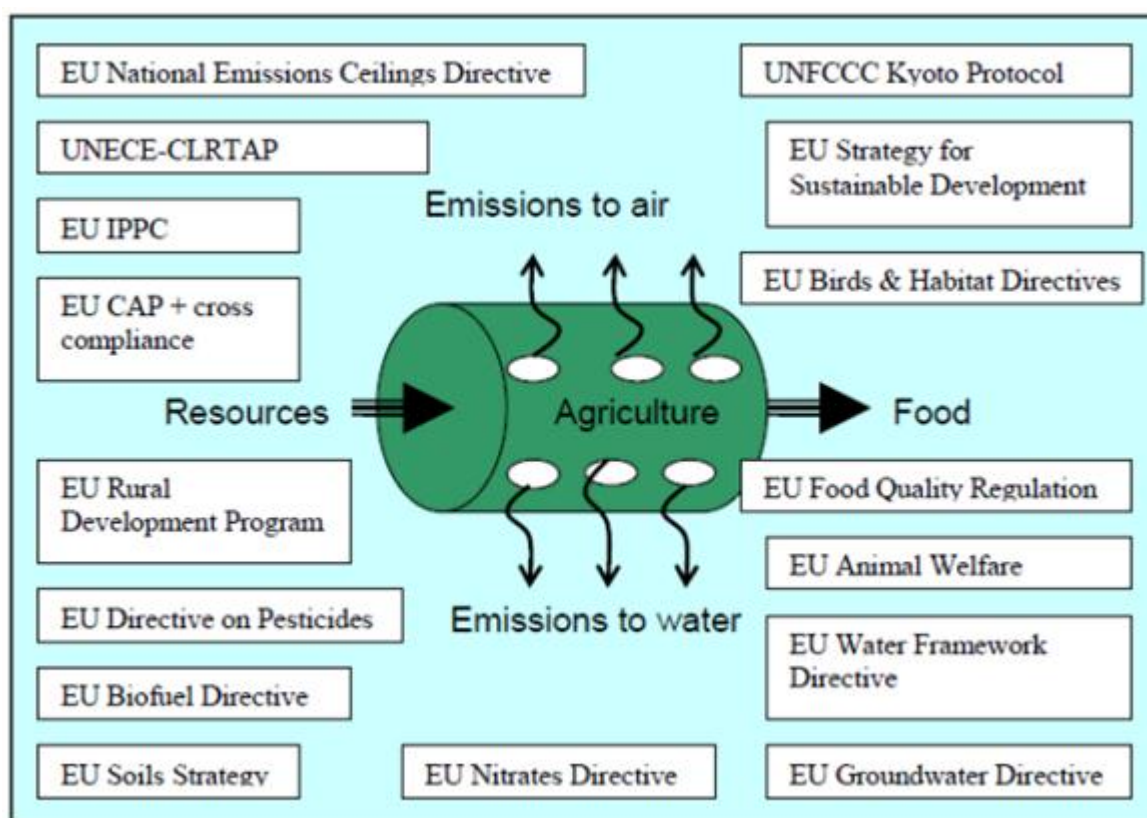 EU National Emissions Ceilings Directive
UNFCCC Kyoto Protocol
UNECE-CLRTAP
EU Strategy for
Sustainable Development
Emissions to air
EU IPPC
EU Birds & Habitat Directives
EU CAP + cross
compliance
Resources
Agriculture
Food
EU Rural
Development Program
EU Food Quality Regulation
EU Animal Welfare
EU Directive on Pesticides
Emissions to water
EU Water Framework
Directive
EU Biofuel Directive
EU Soils Strategy
EU Nitrates Directive
EU Groundwater Directive